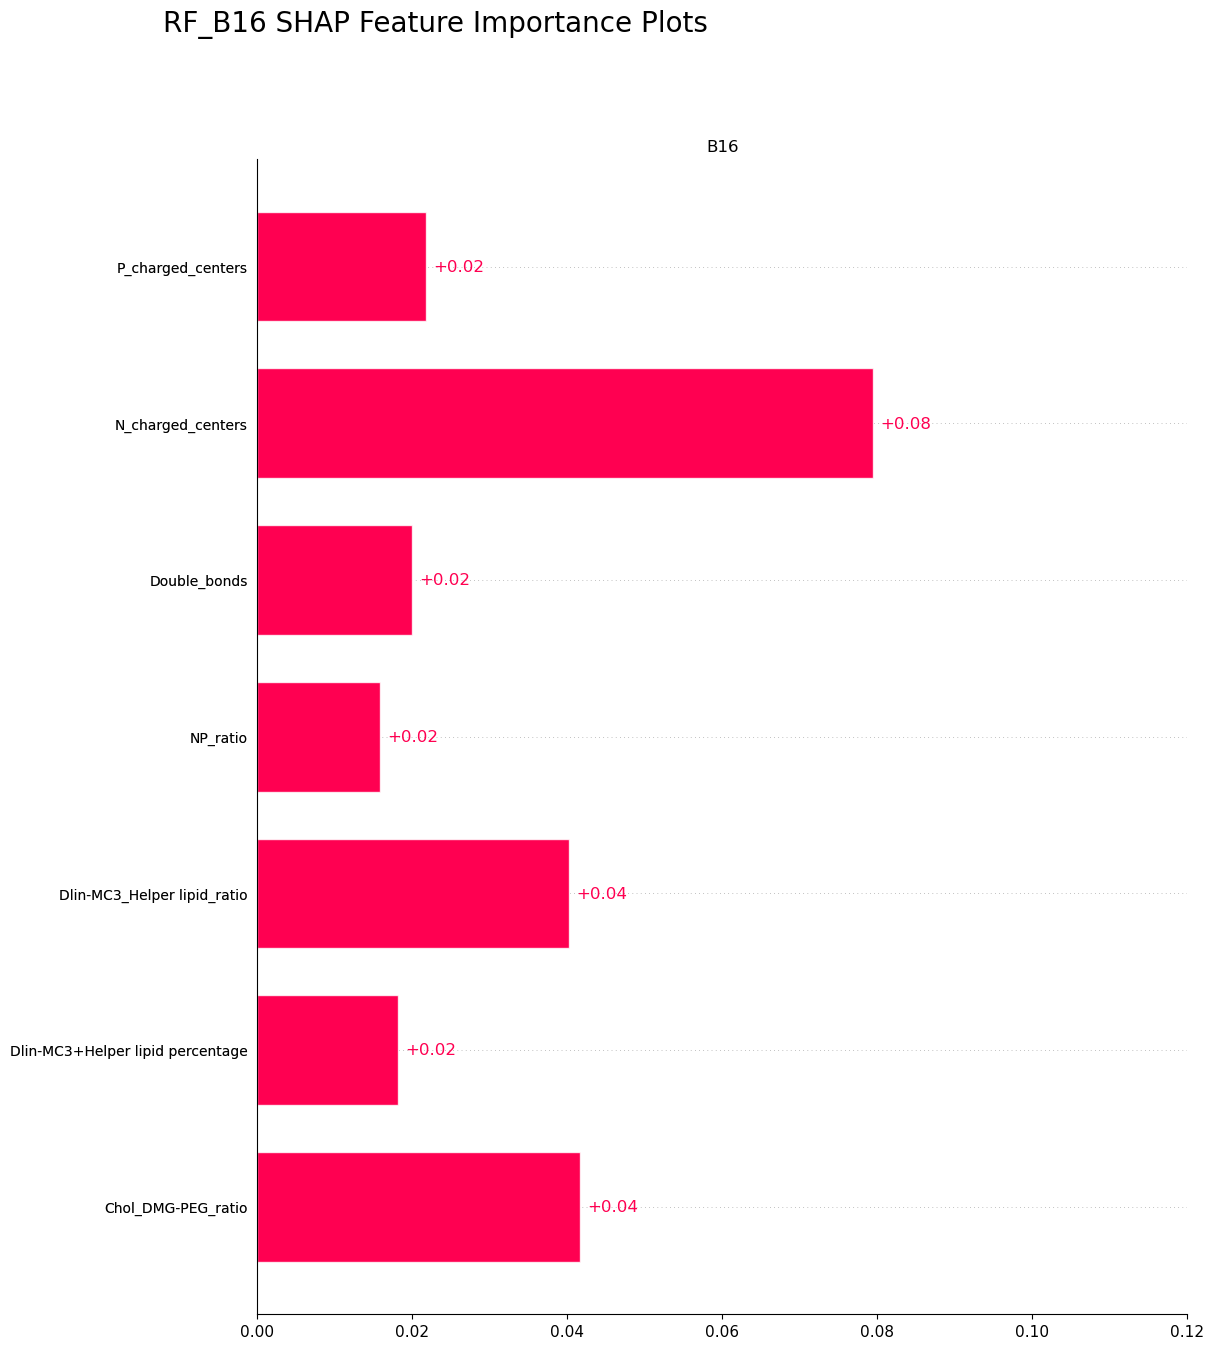 RF_B16 SHAP Feature Importance Plots
B16
P_charged_centers +0.02
N_charged_centers +0.08
Double_bonds +0.02
NP_ratio +0.02
Dlin-MC3_Helper lipid_ratio +0.04
Dlin-MC3+Helper lipid percentage +0.02
Chol_DMG-PEG_ratio +0.04
0.00 0.02 0.04 0.06 0.08 0.10 0.12